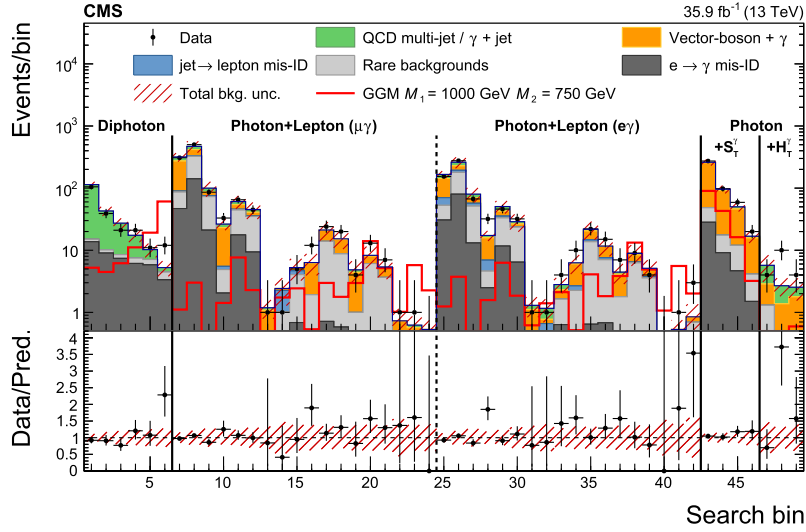 CMS 35.9 fb⁻¹ (13 TeV)
Events/bin
Data
QCD multi-jet / γ + jet
Vector-boson + γ
jet→ lepton mis-ID
Rare backgrounds
e→ γ mis-ID
Total bkg. unc.
GGM M₁ = 1000 GeV M₂ = 750 GeV
Diphoton
Photon+Lepton (μγ)
Photon+Lepton (eγ)
Photon
+S_T^γ
+H_T^γ
10⁴
10³
10²
10
1
Data/Pred.
4
3.5
3
2.5
2
1.5
1
0.5
0
5 10 15 20 25 30 35 40 45
Search bin